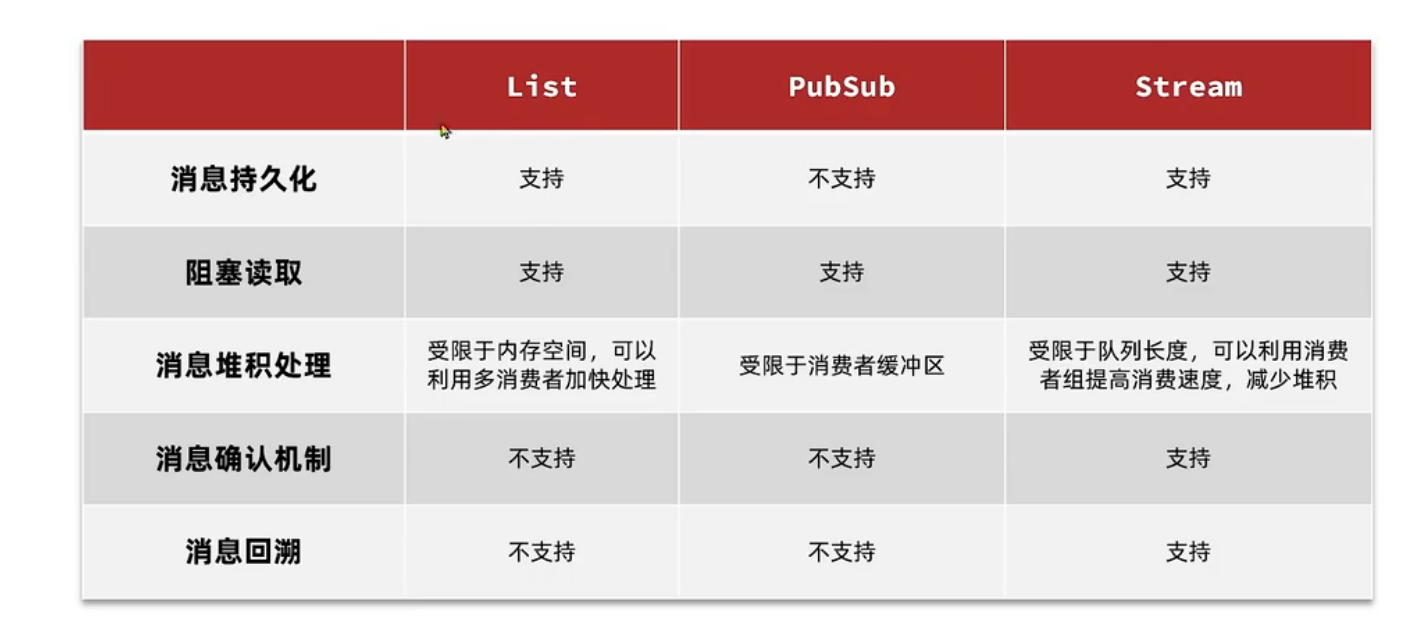 List PubSub Stream
消息持久化 支持 不支持 支持
阻塞读取 支持 支持 支持
消息堆积处理 受限于内存空间，可以 利用多消费者加快处理 受限于消费者缓冲区 受限于队列长度，可以利用消费 者组提高消费速度，减少堆积
消息确认机制 不支持 不支持 支持
消息回溯 不支持 不支持 支持